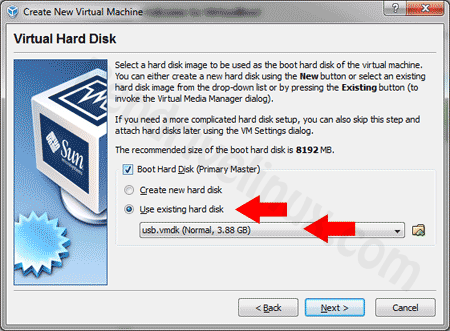 Create New Virtual Machine
Virtual Hard Disk
Select a hard disk image to be used as the boot hard disk of the virtual machine.
You can either create a new hard disk using the New button or select an existing
hard disk image from the drop-down list or by pressing the Existing button (to
invoke the Virtual Media Manager dialog).
If you need a more complicated hard disk setup, you can also skip this step and
attach hard disks later using the VM Settings dialog.
The recommended size of the boot hard disk is 8192 MB.
Boot Hard Disk (Primary Master)
Create new hard disk
Use existing hard disk
usb.vmdk (Normal, 3.88 GB)
Sun
microsystems
< Back
Next >
Cancel